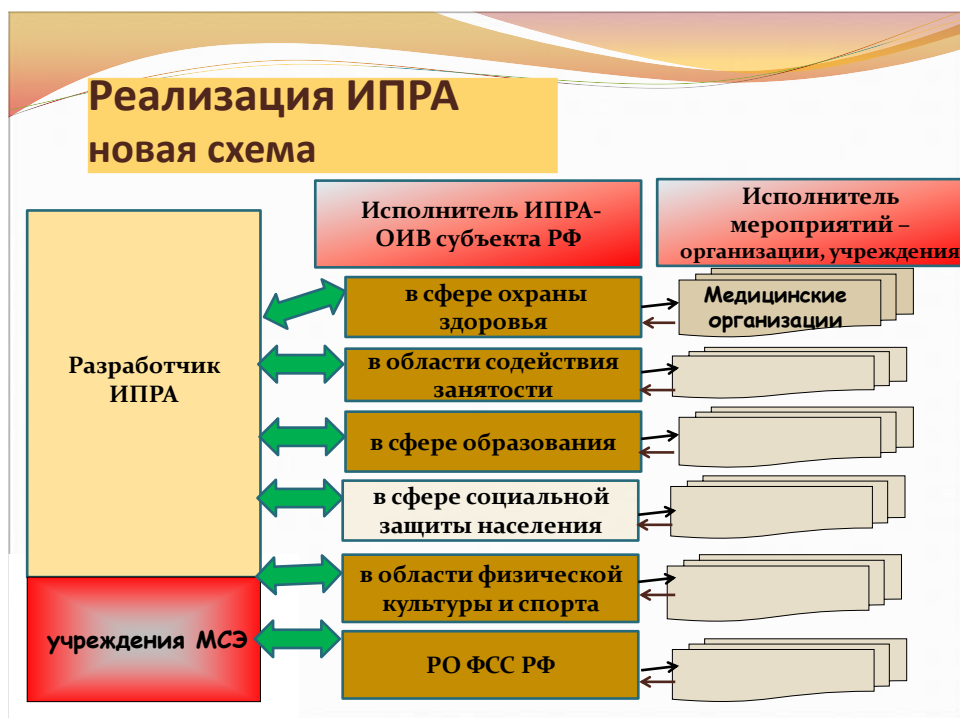 Реализация ИПРА
новая схема
Исполнитель ИПРА-
ОИВ субъекта РФ
Исполнитель
мероприятий –
организации, учреждения
Разработчик
ИПРА
учреждения МСЭ
в сфере охраны
здоровья
Медицинские
организации
в области содействия
занятости
в сфере образования
в сфере социальной
защиты населения
в области физической
культуры и спорта
РО ФСС РФ